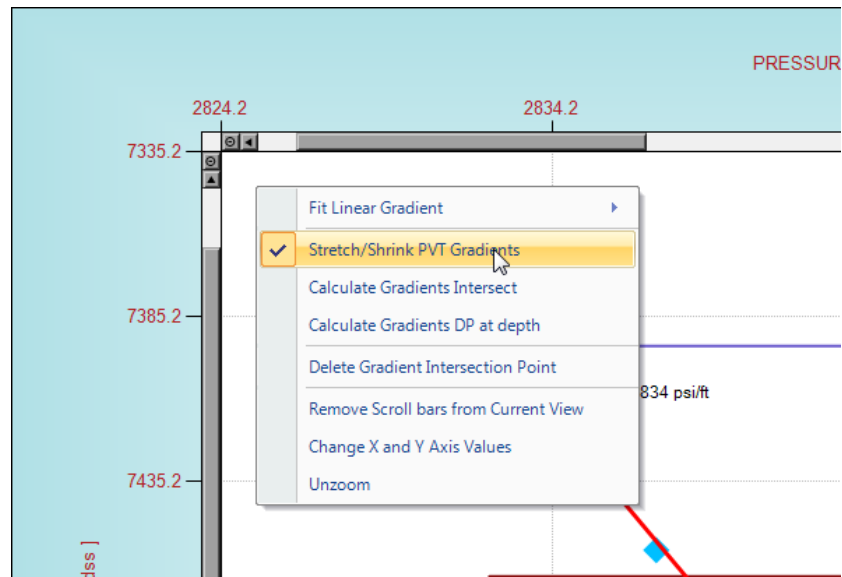 PRESSUR
2824.2
2834.2
7335.2
Fit Linear Gradient
Stretch/Shrink PVT Gradients
Calculate Gradients Intersect
7385.2
Calculate Gradients DP at depth
Delete Gradient Intersection Point
834 psi/ft
Remove Scroll bars from Current View
Change X and Y Axis Values
7435.2
Unzoom
dss ]